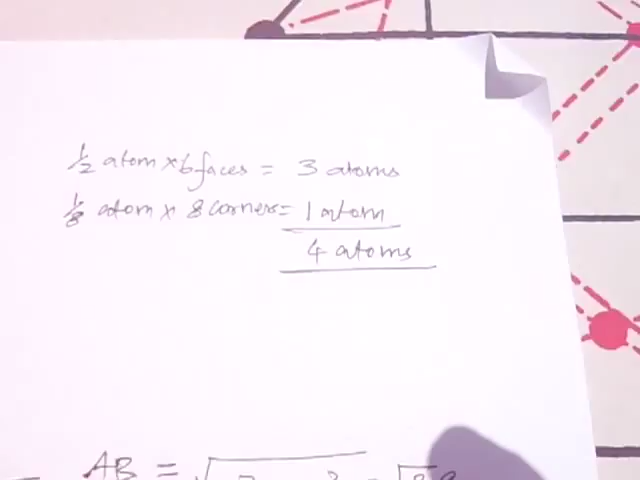 1/2 atom × 6 faces = 3 atoms
1/8 atom × 8 corners = 1 atom
4 atoms
AB = √